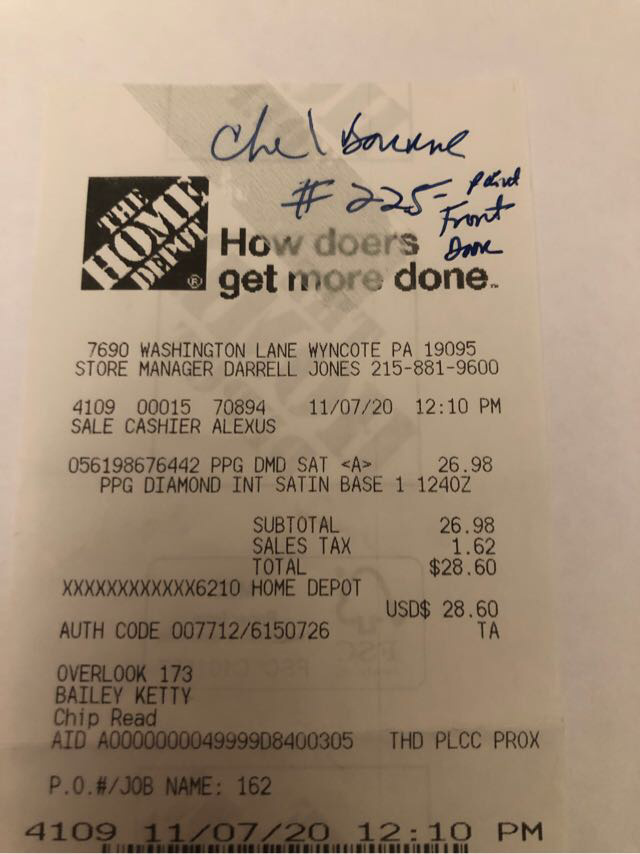 Chelbourne
#225- paint
Front
Door
THE
HOME
DEPOT
®
How doers
get more done.™
7690 WASHINGTON LANE WYNCOTE PA 19095
STORE MANAGER DARRELL JONES 215-881-9600
4109 00015 70894 11/07/20 12:10 PM
SALE CASHIER ALEXUS
056198676442 PPG DMD SAT <A> 26.98
PPG DIAMOND INT SATIN BASE 1 124OZ
SUBTOTAL 26.98
SALES TAX 1.62
TOTAL $28.60
XXXXXXXXXXXX6210 HOME DEPOT
USD$ 28.60
AUTH CODE 007712/6150726 TA
OVERLOOK 173
BAILEY KETTY
Chip Read
AID A0000000049999D8400305 THD PLCC PROX
P.O.#/JOB NAME: 162
4109 11/07/20 12:10 PM